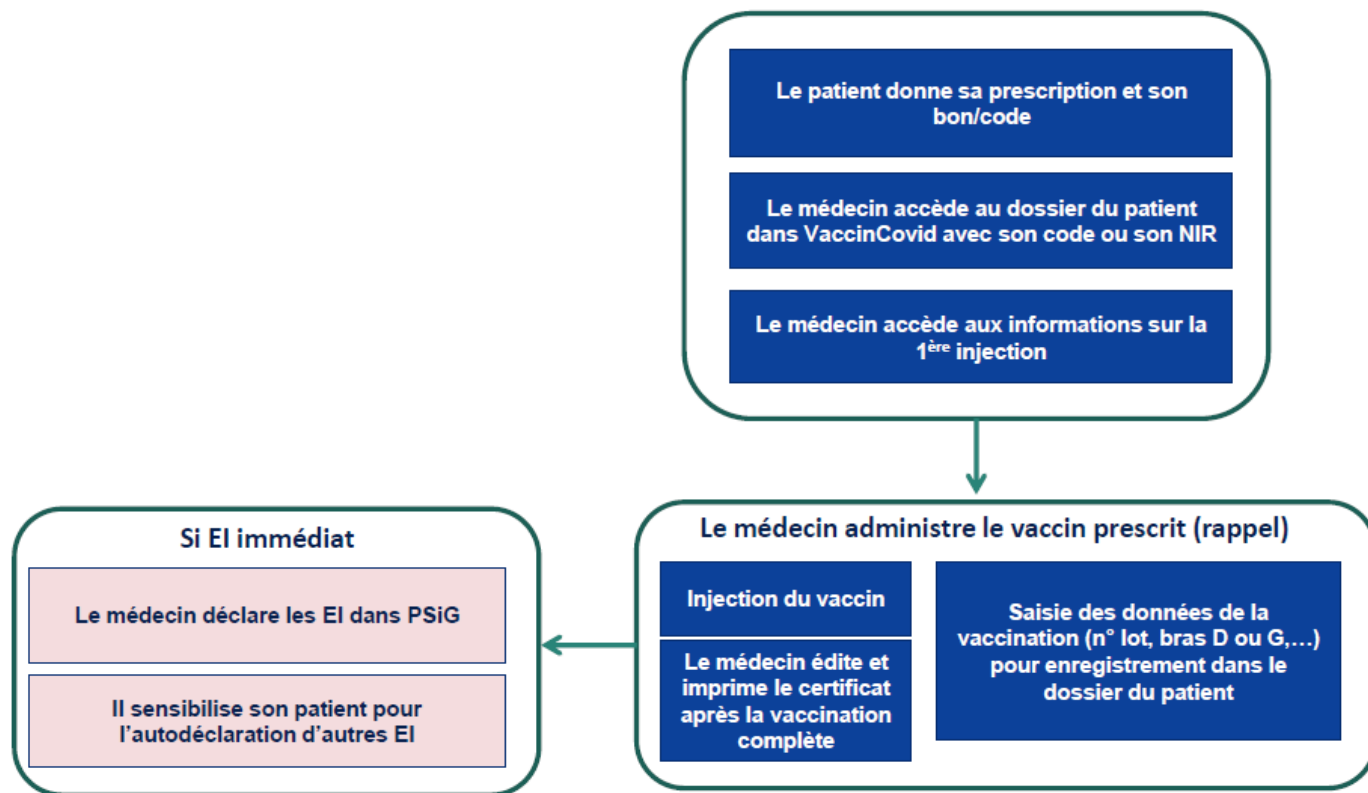 Le patient donne sa prescription et son
bon/code
Le médecin accède au dossier du patient
dans VaccinCovid avec son code ou son NIR
Le médecin accède aux informations sur la
1ère injection
Si EI immédiat
Le médecin déclare les EI dans PSiG
Il sensibilise son patient pour
l’autodéclaration d’autres EI
Le médecin administre le vaccin prescrit (rappel)
Injection du vaccin
Le médecin édite et
imprime le certificat
après la vaccination
complète
Saisie des données de la
vaccination (n° lot, bras D ou G,…)
pour enregistrement dans le
dossier du patient